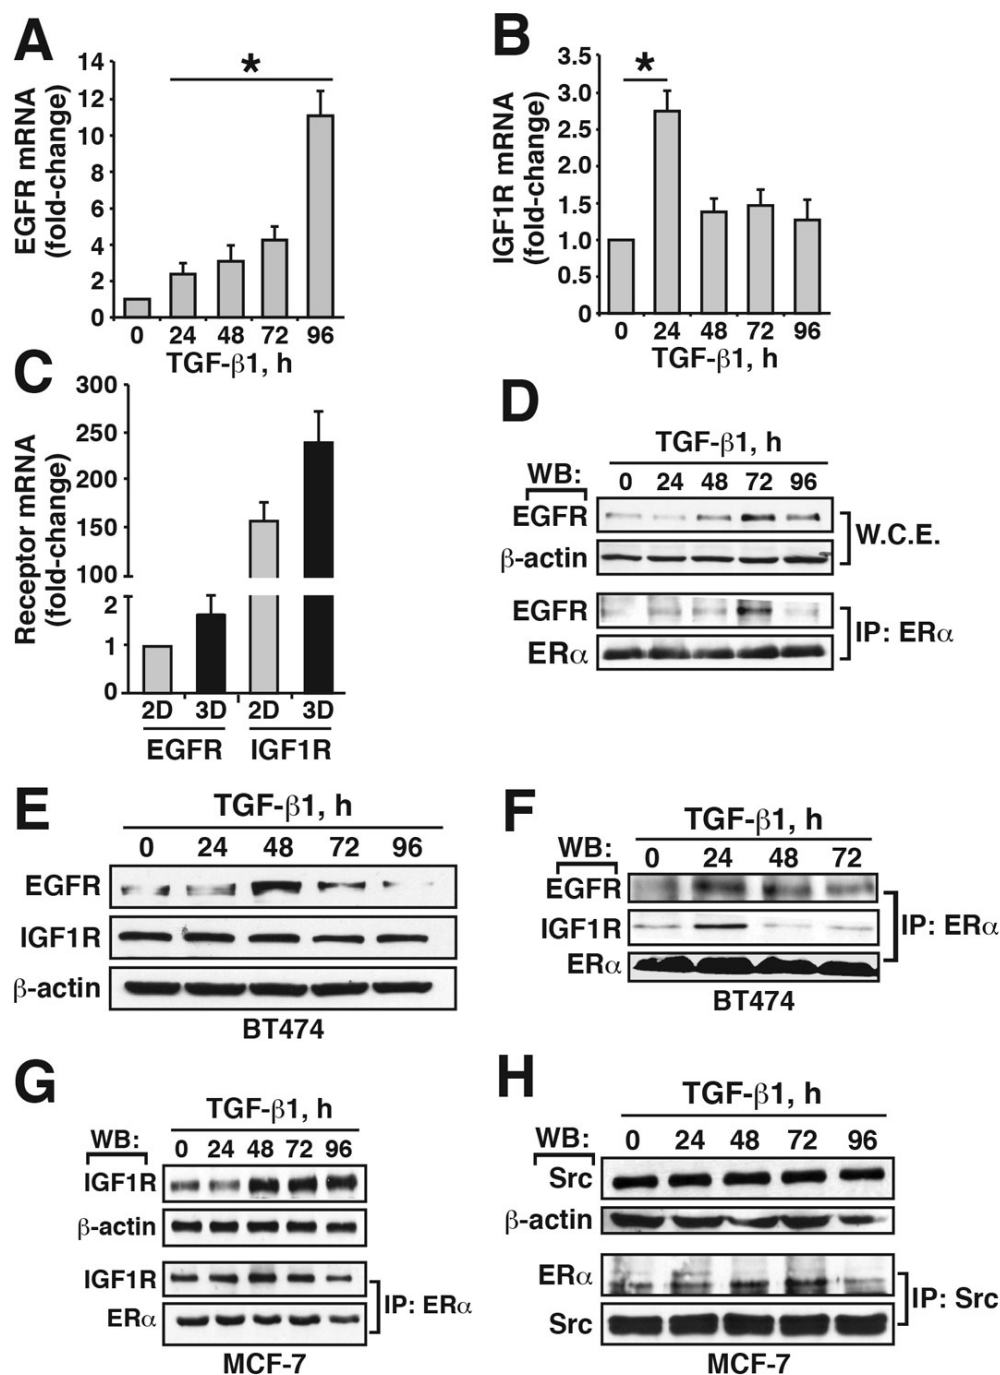 A
EGFR mRNA
(fold-change)
14
12
10
8
6
4
2
0
*
0 24 48 72 96
TGF-β1, h
B
IGF1R mRNA
(fold-change)
3.5
3.0
2.5
2.0
1.5
1.0
0.5
0
*
0 24 48 72 96
TGF-β1, h
C
Receptor mRNA
(fold-change)
300
250
200
150
100
2
1
0
2D 3D 2D 3D
EGFR IGF1R
D
TGF-β1, h
WB: 0 24 48 72 96
EGFR
β-actin
W.C.E.
EGFR
ERα
IP: ERα
E
TGF-β1, h
0 24 48 72 96
EGFR
IGF1R
β-actin
BT474
F
TGF-β1, h
WB: 0 24 48 72
EGFR
IGF1R
ERα
IP: ERα
BT474
G
TGF-β1, h
WB: 0 24 48 72 96
IGF1R
β-actin
IGF1R
ERα
IP: ERα
MCF-7
H
TGF-β1, h
WB: 0 24 48 72 96
Src
β-actin
ERα
Src
IP: Src
MCF-7